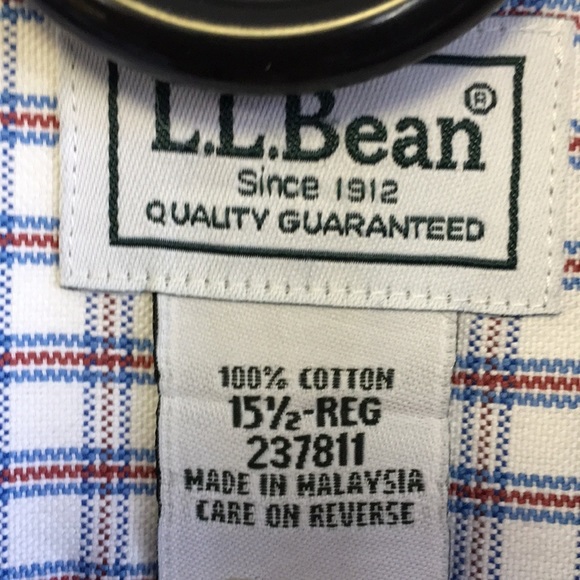 L.L.Bean®
Since 1912
QUALITY GUARANTEED
100% COTTON
15½-REG
237811
MADE IN MALAYSIA
CARE ON REVERSE